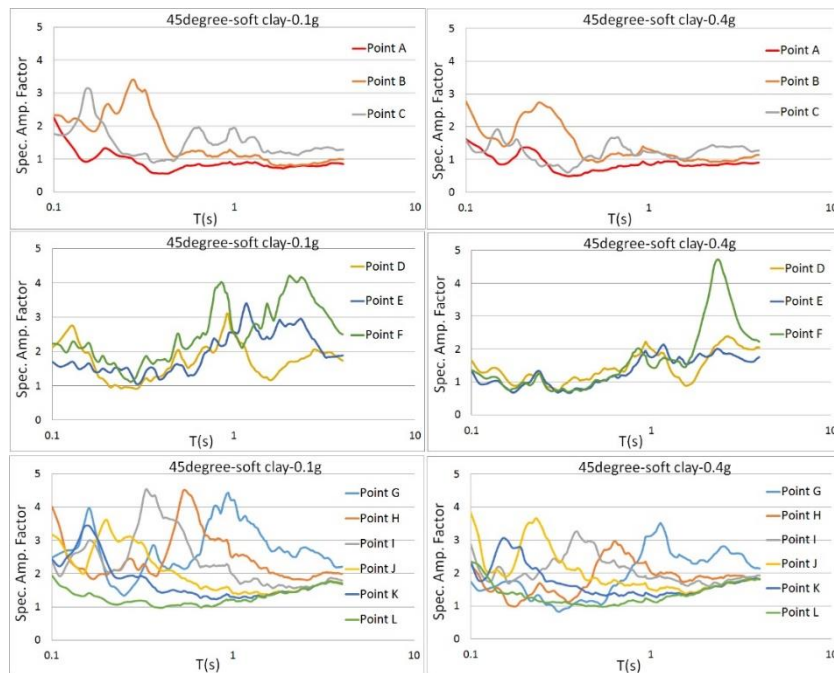 45degree-soft clay-0.1g
Spec. Amp. Factor
5
4
3
2
1
0
0.1
1
10
T(s)
Point A
Point B
Point C
45degree-soft clay-0.4g
Spec. Amp. Factor
5
4
3
2
1
0
0.1
1
10
T(s)
Point A
Point B
Point C
45degree-soft clay-0.1g
Spec. Amp. Factor
5
4
3
2
1
0
0.1
1
10
T(s)
Point D
Point E
Point F
45degree-soft clay-0.4g
Spec. Amp. Factor
5
4
3
2
1
0
0.1
1
10
T(s)
Point D
Point E
Point F
45degree-soft clay-0.1g
Spec. Amp. Factor
5
4
3
2
1
0
0.1
1
10
T(s)
Point G
Point H
Point I
Point J
Point K
Point L
45degree-soft clay-0.4g
Spec. Amp. Factor
5
4
3
2
1
0
0.1
1
10
T(s)
Point G
Point H
Point I
Point J
Point K
Point L